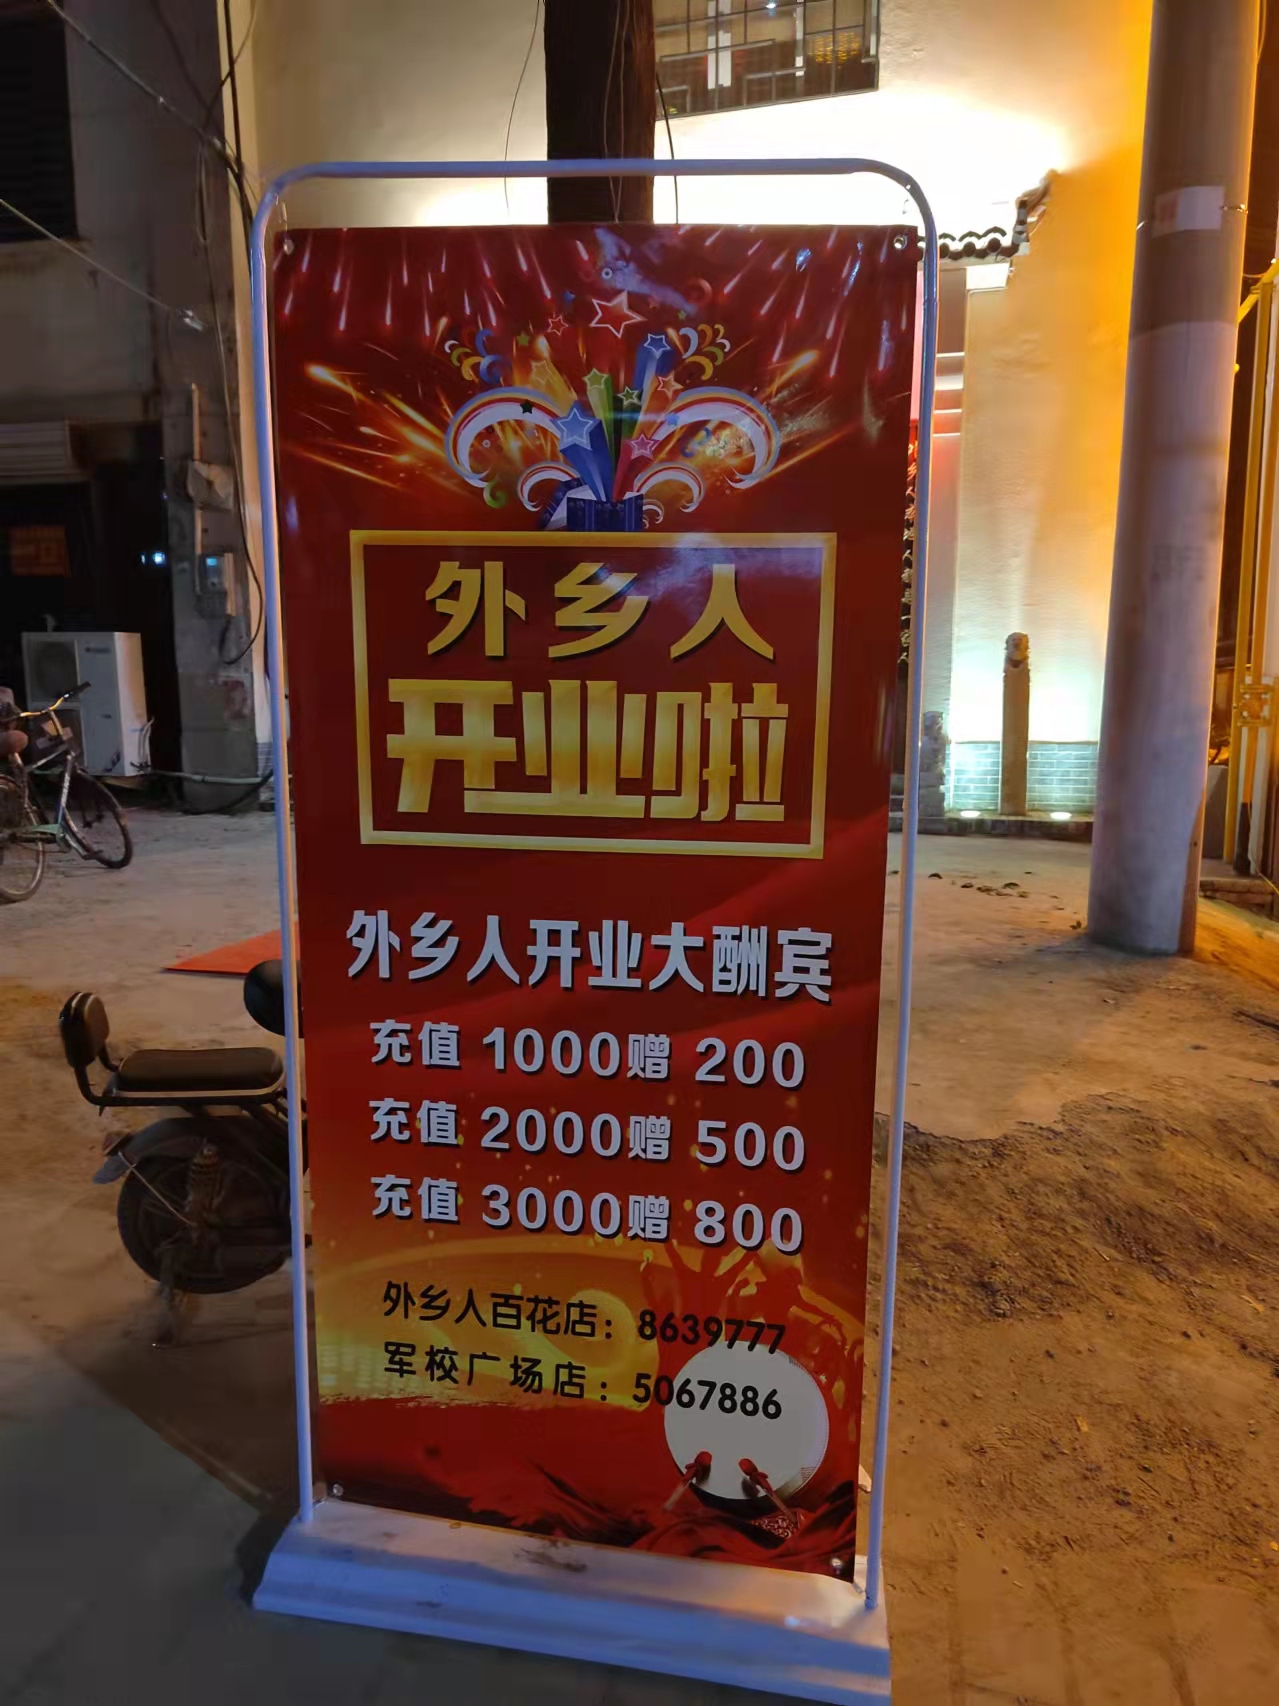 外乡人
开业啦
外乡人开业大酬宾
充值 1000赠 200
充值 2000赠 500
充值 3000赠 800
外乡人百花店：8639777
军校广场店：5067886